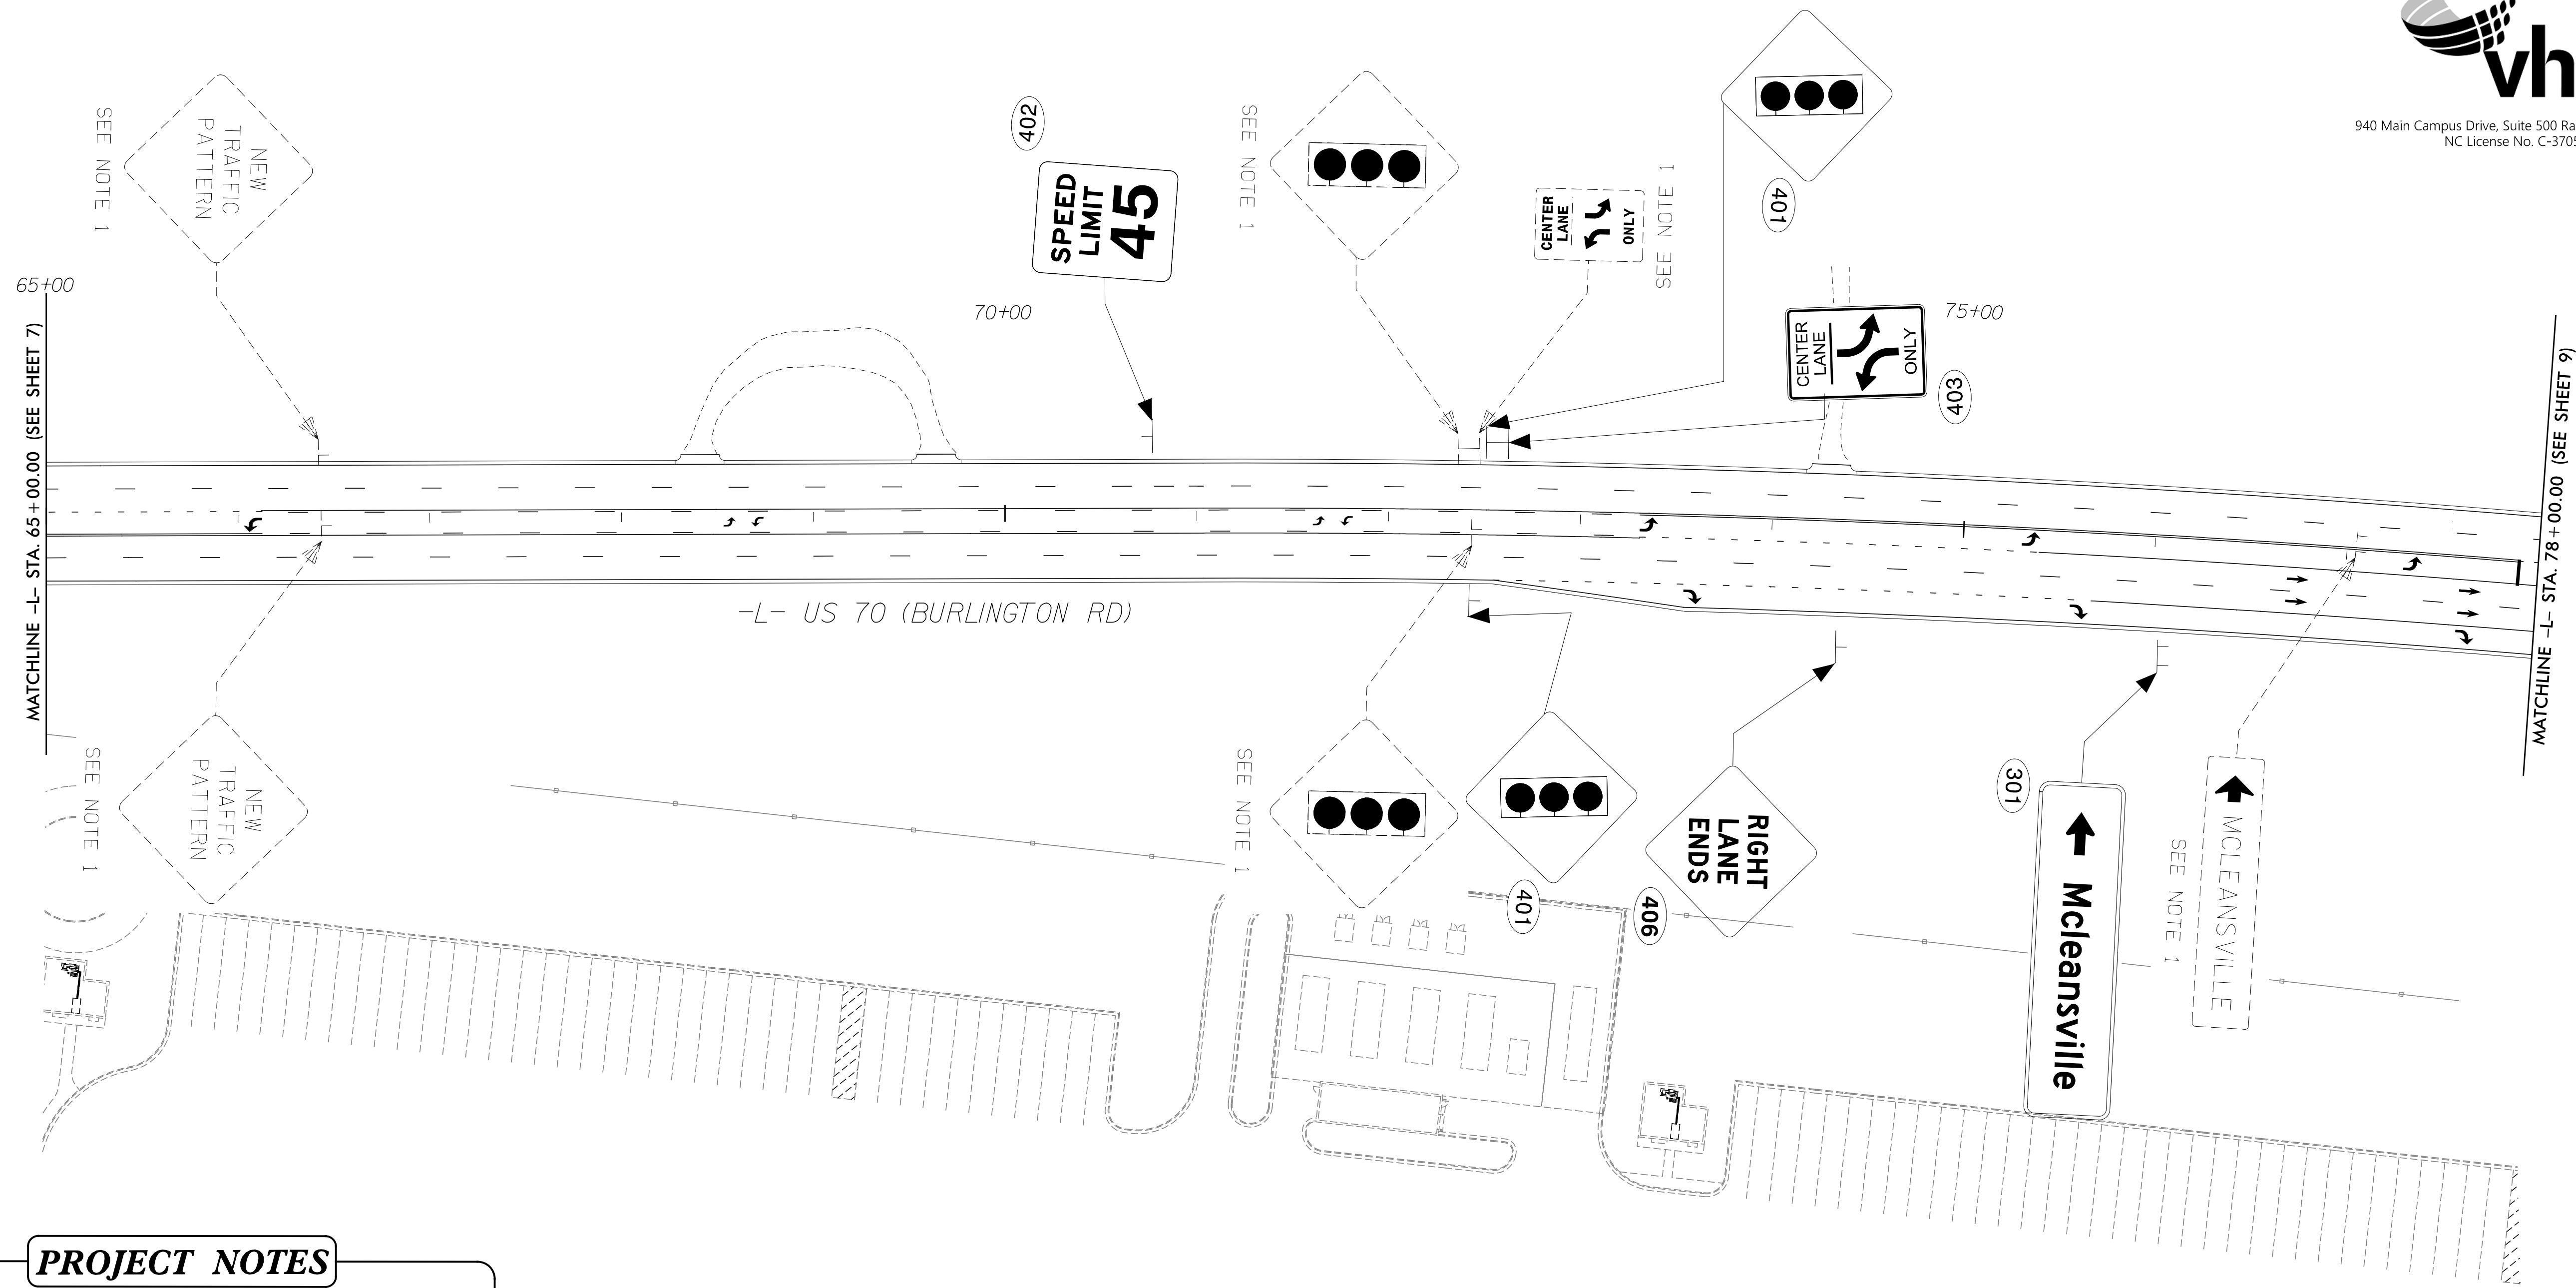 vh
940 Main Campus Drive, Suite 500 Ra
NC License No. C-3705
SEE NOTE 1
NEW
TRAFFIC
PATTERN
402
SPEED
LIMIT
45
SEE NOTE 1
CENTER
LANE
ONLY
SEE NOTE 1
401
65+00
70+00
CENTER
LANE
ONLY
75+00
403
MATCHLINE -L- STA. 65+00.00 (SEE SHEET 7)
MATCHLINE -L- STA. 78+00.00 (SEE SHEET 9)
-L- US 70 (BURLINGTON RD)
SEE NOTE 1
NEW
TRAFFIC
PATTERN
SEE NOTE 1
401
RIGHT
LANE
ENDS
406
301
Mcleansville
SEE NOTE 1
MCLEANSVILLE
PROJECT NOTES